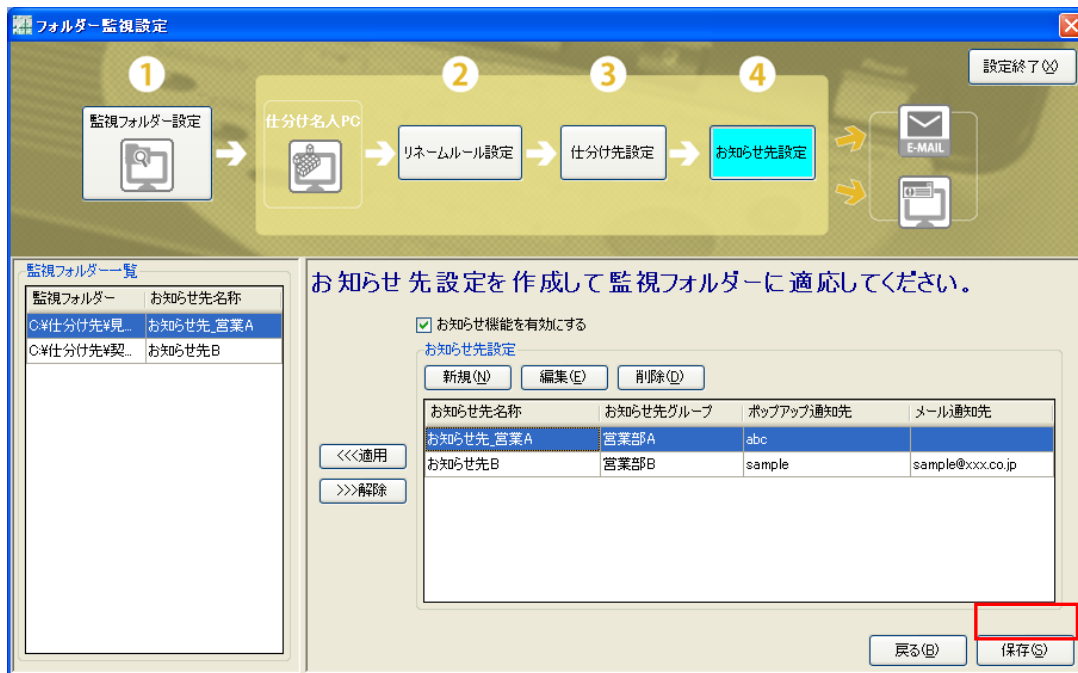 フォルダー監視設定
設定終了(X)
1
2
3
4
監視フォルダー設定
仕分け名人PC
リネームルール設定
仕分け先設定
お知らせ先設定
E-MAIL
監視フォルダー一覧
監視フォルダー お知らせ先名称
C:¥仕分け先¥見... お知らせ先_営業A
C:¥仕分け先¥契... お知らせ先B
お知らせ先設定を作成して監視フォルダーに適応してください。
お知らせ機能を有効にする
お知らせ先設定
新規(N) 編集(E) 削除(D)
お知らせ先名称 お知らせ先グループ ポップアップ通知先 メール通知先
お知らせ先_営業A 営業部A abc
お知らせ先B 営業部B sample sample@xxx.co.jp
<<<適用
>>>解除
戻る(B) 保存(S)